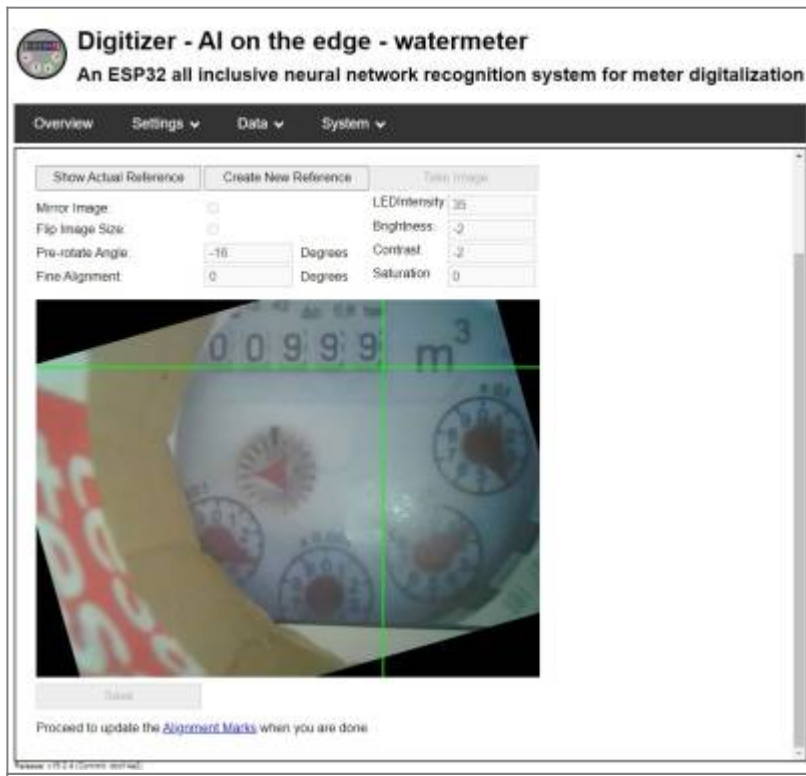 Digitizer - AI on the edge - watermeter
An ESP32 all inclusive neural network recognition system for meter digitalization
Overview Settings Data System
Show Actual Reference Create New Reference Take Image
Mirror Image:
Flip Image Size:
Pre-rotate Angle: -16 Degrees
Fine Alignment: 0 Degrees
LEDIntensity 35
Brightness: -2
Contrast -2
Saturation 0
0 0 9 9 9 m³
Save
Proceed to update the Alignment Marks when you are done